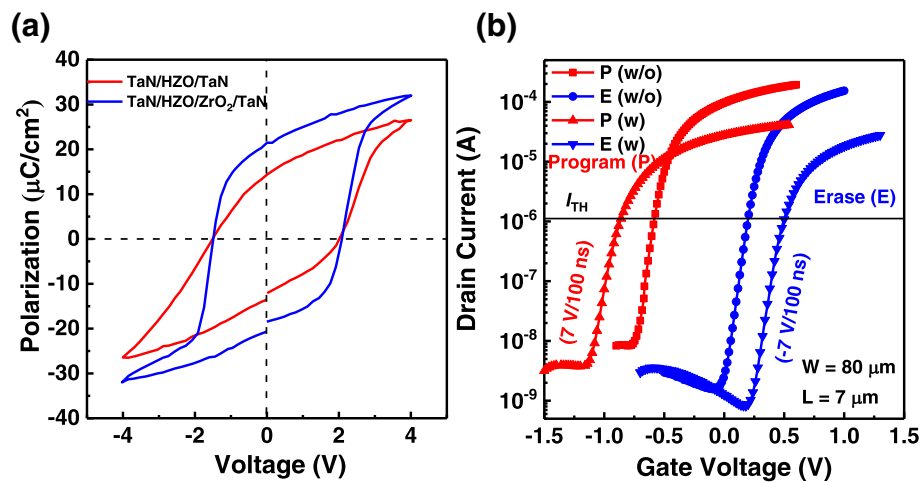 (a)
Polarization (μC/cm²)
40
30
20
10
0
-10
-20
-30
-40
TaN/HZO/TaN
TaN/HZO/ZrO₂/TaN
-4
-2
0
2
4
Voltage (V)
(b)
Drain Current (A)
10⁻⁴
10⁻⁵
10⁻⁶
10⁻⁷
10⁻⁸
10⁻⁹
P (w/o)
E (w/o)
P (w)
E (w)
Program (P)
I_TH
Erase (E)
(7 V/100 ns)
(-7 V/100 ns)
W = 80 μm
L = 7 μm
-1.5
-1.0
-0.5
0.0
0.5
1.0
1.5
Gate Voltage (V)